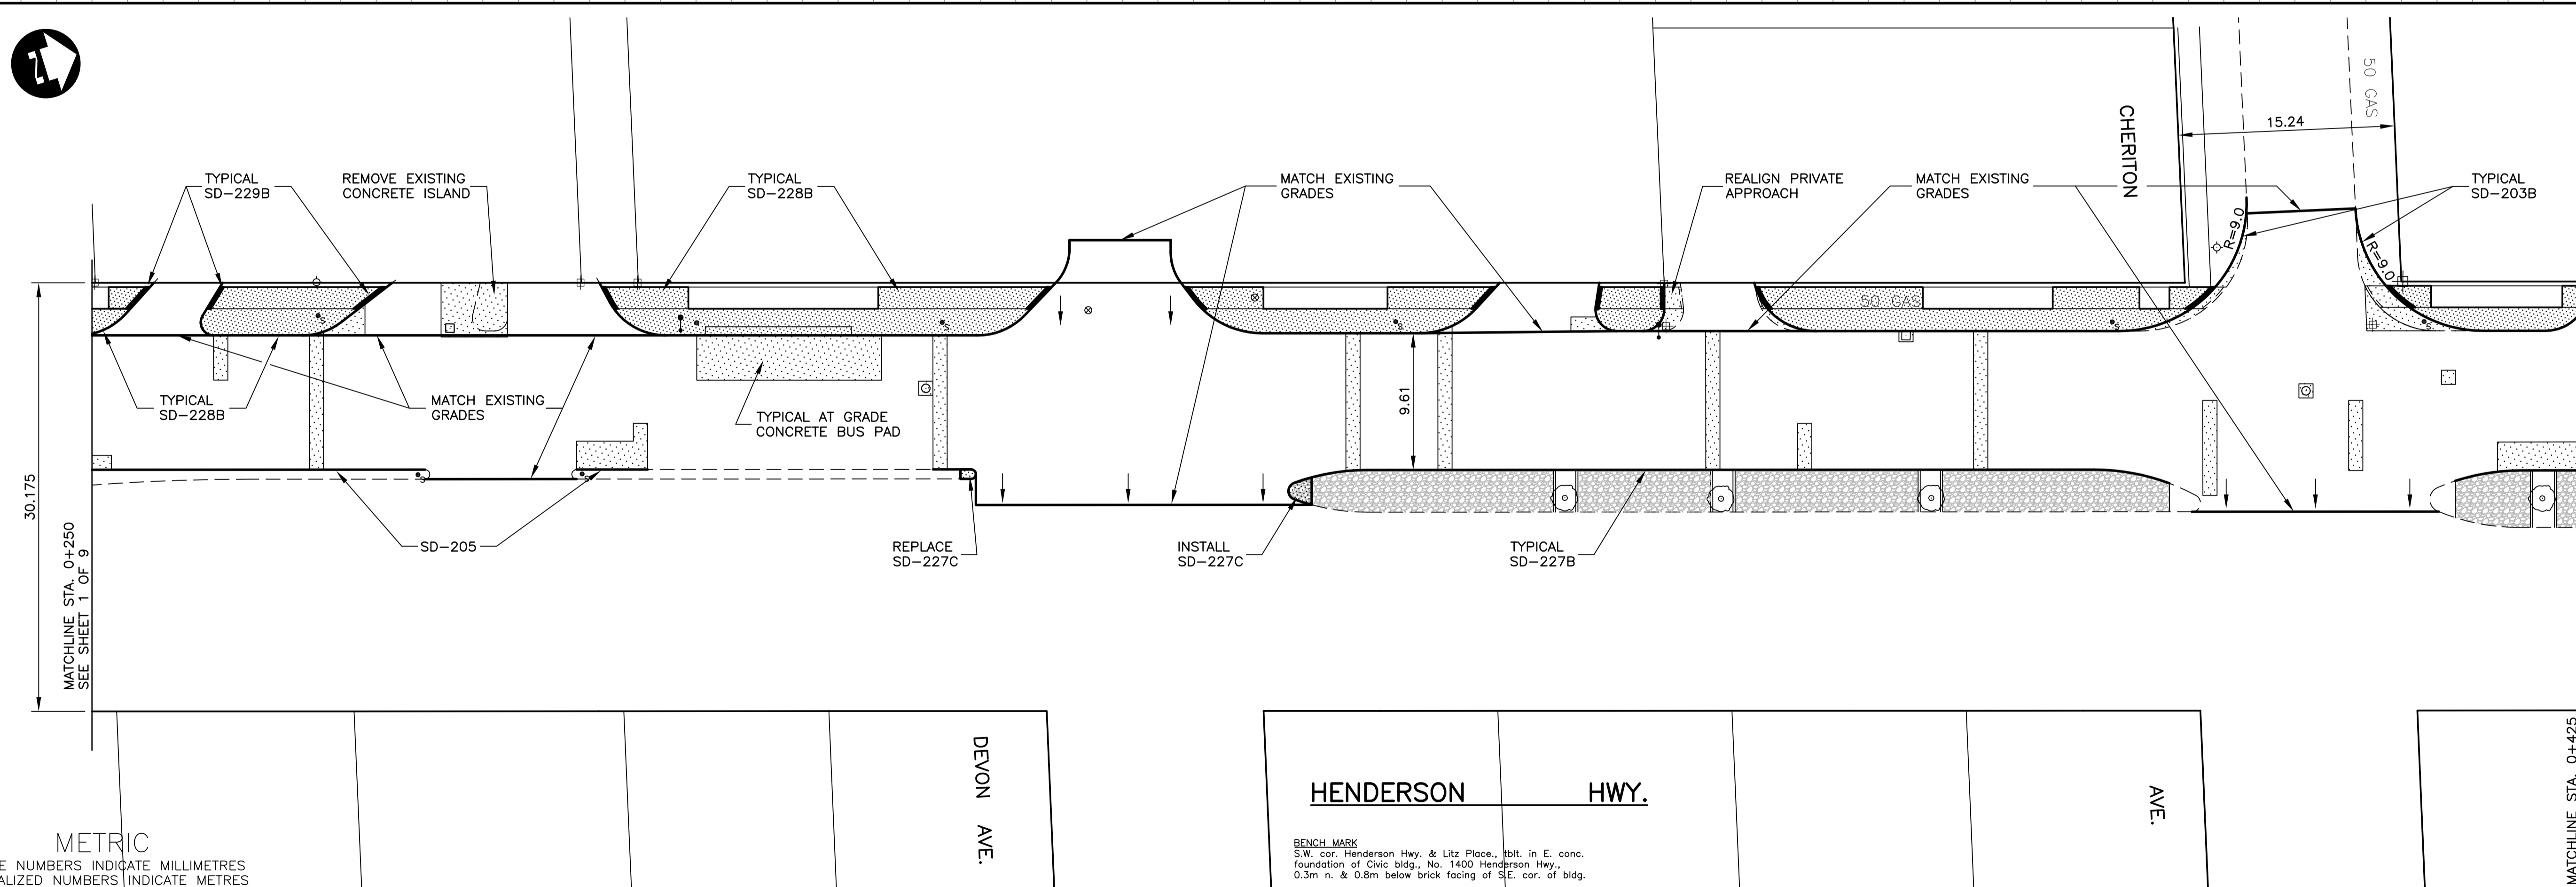 50 GAS
CHERITON
15.24
TYPICAL
SD-229B
REMOVE EXISTING
CONCRETE ISLAND
TYPICAL
SD-228B
MATCH EXISTING
GRADES
REALIGN PRIVATE
APPROACH
MATCH EXISTING
GRADES
TYPICAL
SD-203B
R=9.0
R=9.0
50 GAS
S
S
S
S
S
S
TYPICAL
SD-228B
MATCH EXISTING
GRADES
TYPICAL AT GRADE
CONCRETE BUS PAD
9.61
30.175
MATCHLINE STA. 0+250
SEE SHEET 1 OF 9
SD-205
REPLACE
SD-227C
INSTALL
SD-227C
TYPICAL
SD-227B
DEVON AVE.
HENDERSON HWY.
AVE.
MATCHLINE STA. 0+425
METRIC
E NUMBERS INDICATE MILLIMETRES
ALIZED NUMBERS INDICATE METRES
BENCH MARK
S.W. cor. Henderson Hwy. & Litz Place., tblt. in E. conc.
foundation of Civic bldg., No. 1400 Henderson Hwy.,
0.3m n. & 0.8m below brick facing of S.E. cor. of bldg.